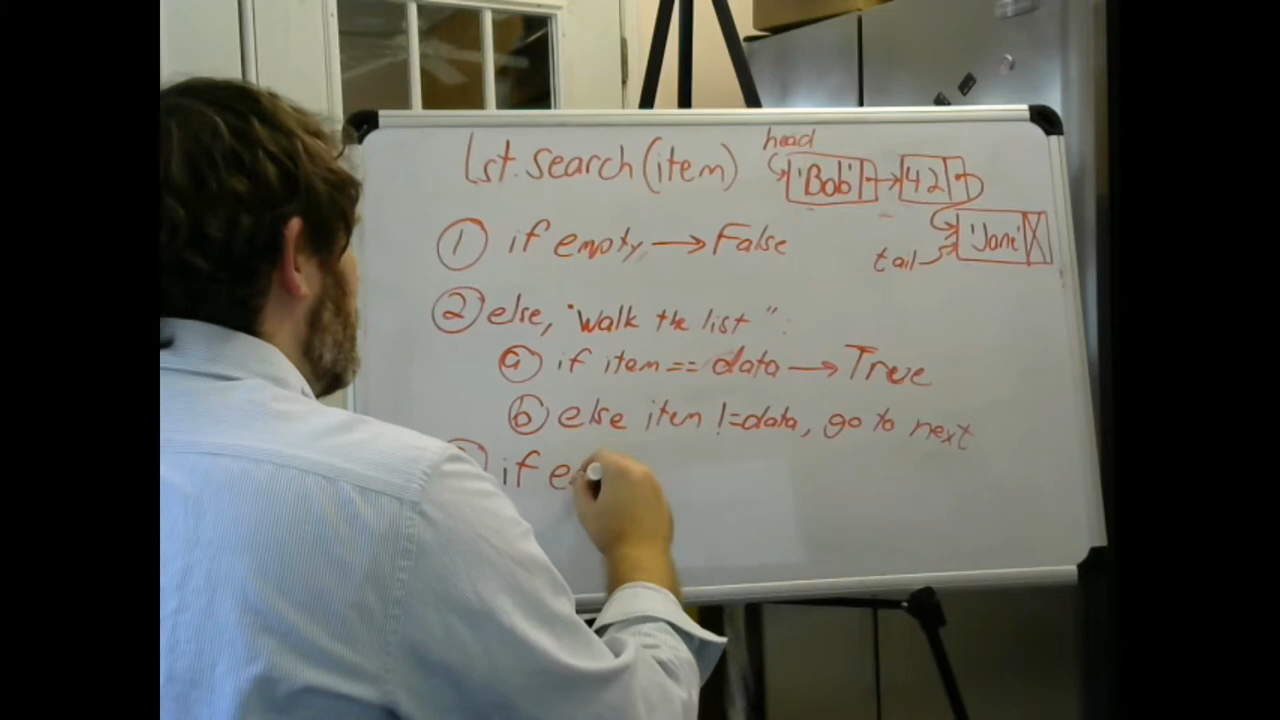 lst.search(item)
head
'Bob' 42
'Jane'
tail
① if empty → False
② else, "walk the list":
ⓐ if item == data → True
ⓑ else item != data, go to next
if e